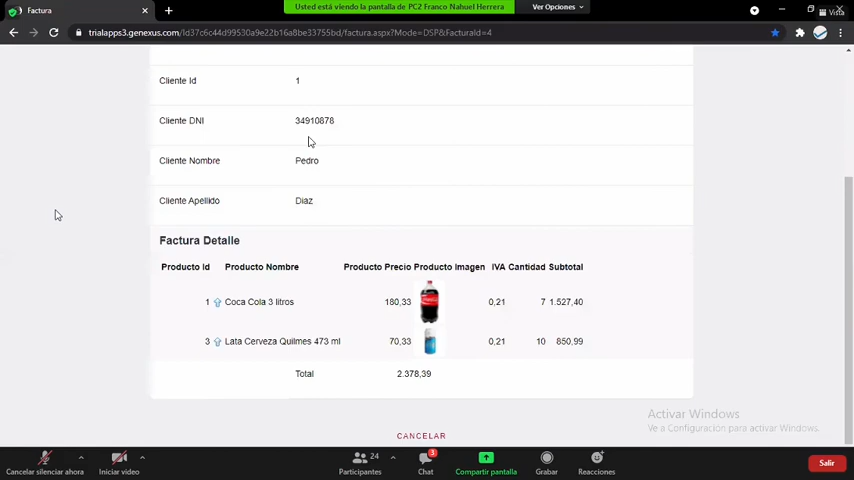 Factura
Usted está viendo la pantalla de PC2 Franco Nahuel Herrera
Ver Opciones
Vista
trialapps3.genexus.com/Id37c6c44d99530a9e22b16a8be33755bd/factura.aspx?Mode=DSP&FacturaId=4
Cliente Id 1
Cliente DNI 34910878
Cliente Nombre Pedro
Cliente Apellido Diaz
Factura Detalle
Producto Id Producto Nombre Producto Precio Producto Imagen IVA Cantidad Subtotal
1 Coca Cola 3 litros 180,33 0,21 7 1.527,40
3 Lata Cerveza Quilmes 473 ml 70,33 0,21 10 850,99
Total 2.378,39
CANCELAR
Activar Windows
Ve a Configuración para activar Windows.
24 3
Cancelar silenciar ahora Iniciar video Participantes Chat Compartir pantalla Grabar Reacciones Salir